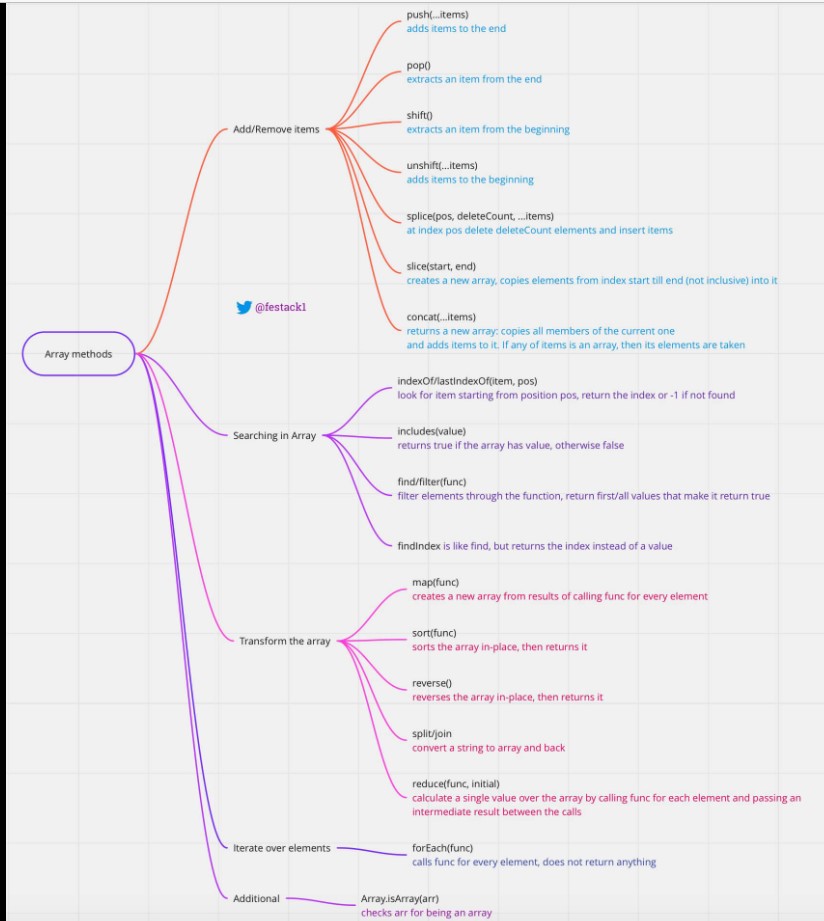 Array methods
Add/Remove items
push(...items)
adds items to the end
pop()
extracts an item from the end
shift()
extracts an item from the beginning
unshift(...items)
adds items to the beginning
splice(pos, deleteCount, ...items)
at index pos delete deleteCount elements and insert items
slice(start, end)
creates a new array, copies elements from index start till end (not inclusive) into it
concat(...items)
returns a new array: copies all members of the current one
and adds items to it. If any of items is an array, then its elements are taken
@festack1
Searching in Array
indexOf/lastIndexOf(item, pos)
look for item starting from position pos, return the index or -1 if not found
includes(value)
returns true if the array has value, otherwise false
find/filter(func)
filter elements through the function, return first/all values that make it return true
findIndex is like find, but returns the index instead of a value
Transform the array
map(func)
creates a new array from results of calling func for every element
sort(func)
sorts the array in-place, then returns it
reverse()
reverses the array in-place, then returns it
split/join
convert a string to array and back
reduce(func, initial)
calculate a single value over the array by calling func for each element and passing an
intermediate result between the calls
Iterate over elements
forEach(func)
calls func for every element, does not return anything
Additional
Array.isArray(arr)
checks arr for being an array